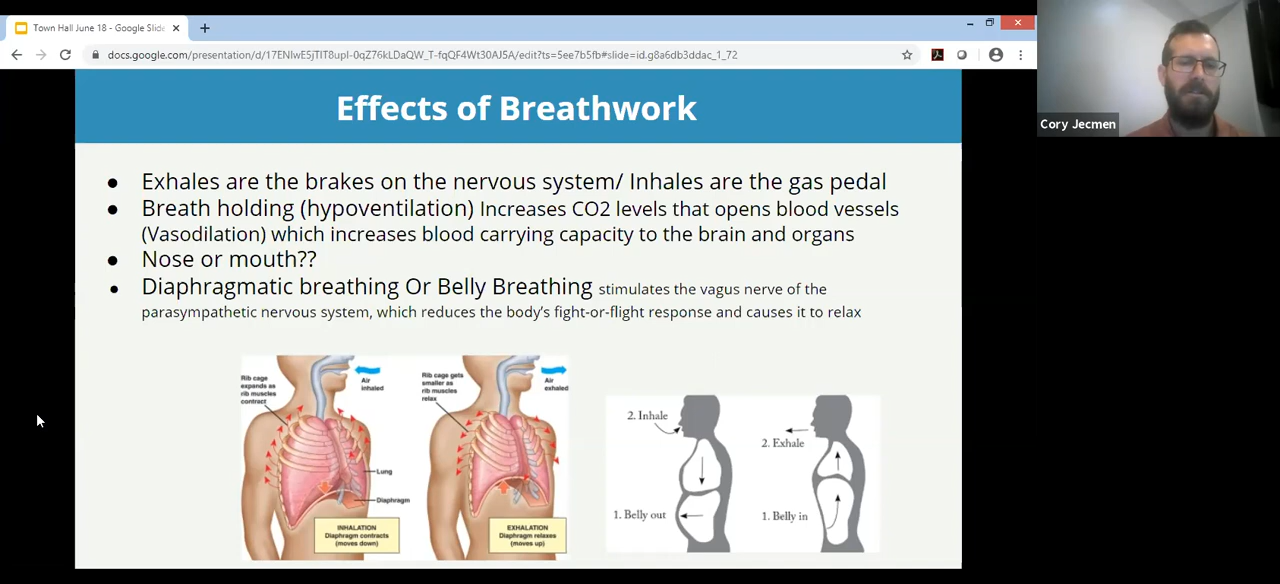 Town Hall June 18 - Google Slide
docs.google.com/presentation/d/17ENlwE5jTlT8upI-0qZ76kLDaQW_T-fqQF4Wt30AJ5A/edit?ts=5ee7b5fb#slide=id.g8a6db3ddac_1_72
Cory Jecmen
Effects of Breathwork
● Exhales are the brakes on the nervous system/ Inhales are the gas pedal
● Breath holding (hypoventilation) Increases CO2 levels that opens blood vessels
(Vasodilation) which increases blood carrying capacity to the brain and organs
● Nose or mouth??
● Diaphragmatic breathing Or Belly Breathing stimulates the vagus nerve of the
parasympathetic nervous system, which reduces the body's fight-or-flight response and causes it to relax
Rib cage
expands as
rib muscles
contract
Air
inhaled
Lung
Diaphragm
INHALATION
Diaphragm contracts
(moves down)
Rib cage gets
smaller as
rib muscles
relax
Air
exhaled
EXHALATION
Diaphragm relaxes
(moves up)
2. Inhale
1. Belly out
2. Exhale
1. Belly in